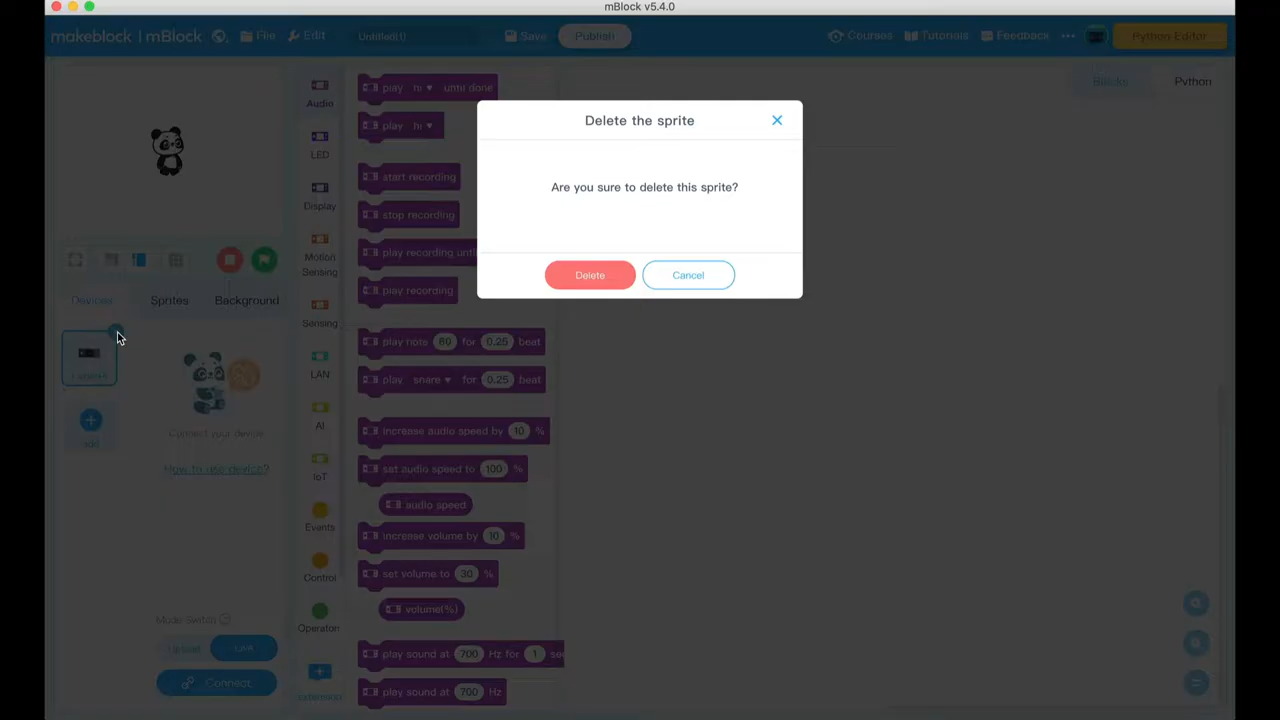 mBlock v5.4.0
makeblock | mBlock File Edit Untitled(1) Save Publish Courses Tutorials Feedback Python Editor
Blocks Python
Audio
LED
Display
Motion
Sensing
Sensing
LAN
AI
IoT
Events
Control
Operators
extension
play hi until done
play hi
start recording
stop recording
play recording until
play recording
play note 60 for 0.25 beat
play snare for 0.25 beat
increase audio speed by 10 %
set audio speed to 100 %
audio speed
increase volume by 10 %
set volume to 30 %
volume(%)
play sound at 700 Hz for 1 sec
play sound at 700 Hz
Delete the sprite
Are you sure to delete this sprite?
Delete Cancel
Devices Sprites Background
add
Connect your device
How to use device?
Mode Switch
Upload Live
Connect